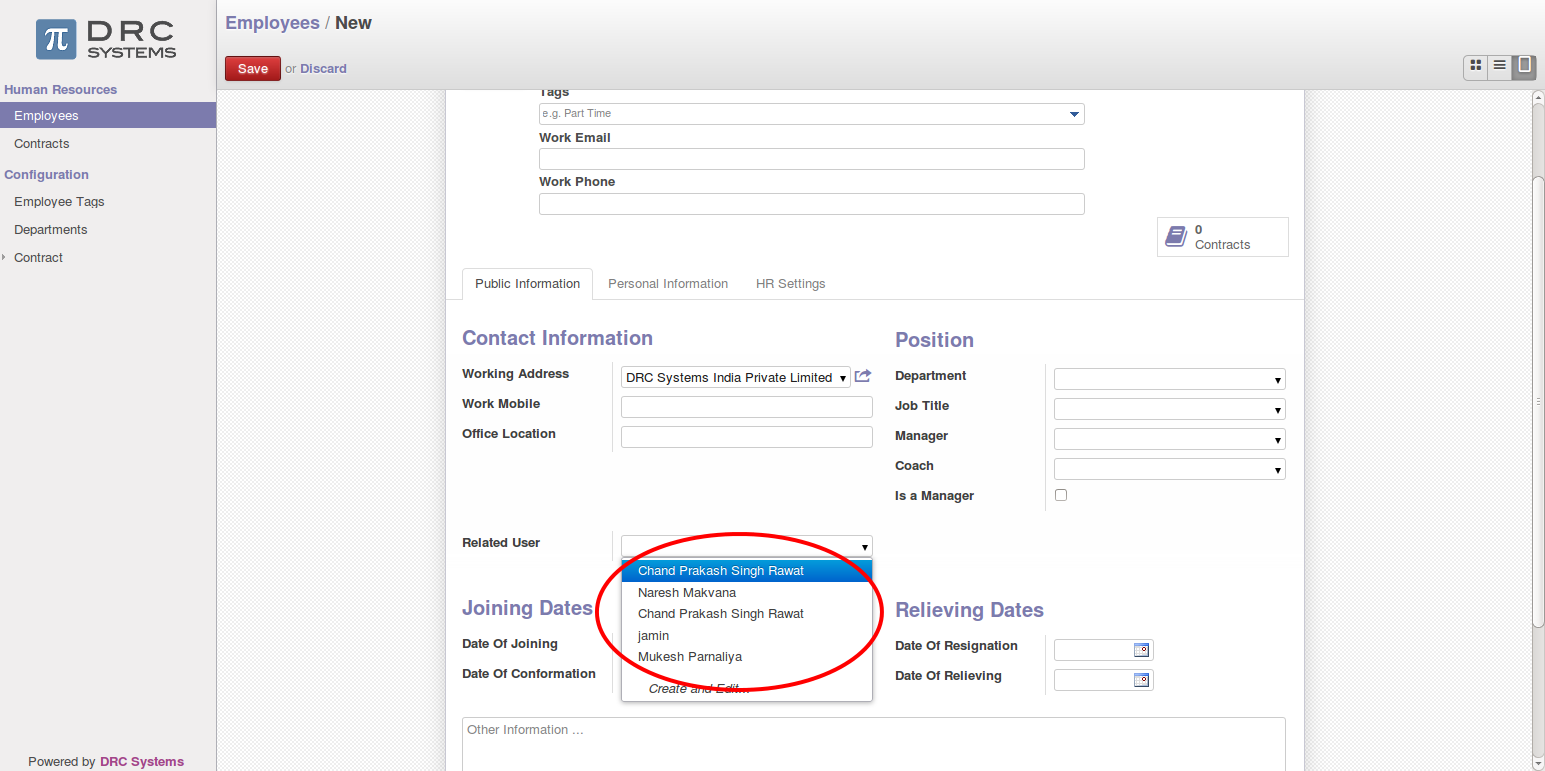 π DRC SYSTEMS
Human Resources
Employees
Contracts
Configuration
Employee Tags
Departments
Contract
Powered by DRC Systems
Employees / New
Save or Discard
Tags
e.g. Part Time
Work Email
Work Phone
0
Contracts
Public Information Personal Information HR Settings
Contact Information
Working Address DRC Systems India Private Limited
Work Mobile
Office Location
Position
Department
Job Title
Manager
Coach
Is a Manager
Related User
Chand Prakash Singh Rawat
Naresh Makvana
Chand Prakash Singh Rawat
jamin
Mukesh Parnaliya
Create and Edit...
Joining Dates
Date Of Joining
Date Of Conformation
Relieving Dates
Date Of Resignation
Date Of Relieving
Other Information ...